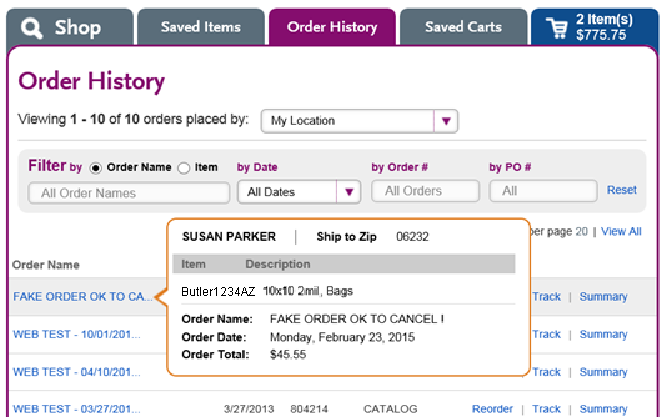 Shop
Saved Items
Order History
Saved Carts
2 Item(s)
$775.75
Order History
Viewing 1 - 10 of 10 orders placed by:
My Location
Filter by Order Name Item by Date by Order # by PO #
All Order Names All Dates All Orders All Reset
per page 20 | View All
SUSAN PARKER | Ship to Zip 06232
Order Name
Item Description
Butler1234AZ 10x10 2mil, Bags
FAKE ORDER OK TO CA... Track | Summary
Order Name: FAKE ORDER OK TO CANCEL !
Order Date: Monday, February 23, 2015
Order Total: $45.55
WEB TEST - 10/01/201... Track | Summary
WEB TEST - 04/10/201... Track | Summary
WEB TEST - 03/27/201... 3/27/2013 804214 CATALOG Reorder | Track | Summary